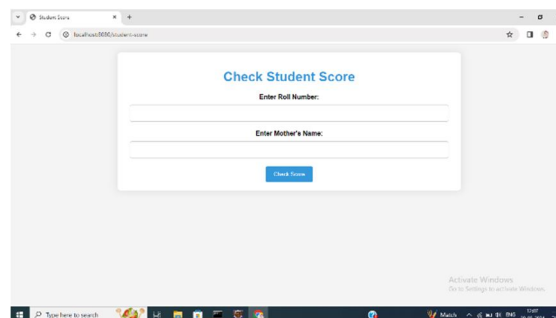 Student Score
localhost:8080/student-score
Check Student Score
Enter Roll Number:
Enter Mother's Name:
Check Score
Activate Windows
Go to Settings to activate Windows.
Type here to search
Match
ENG